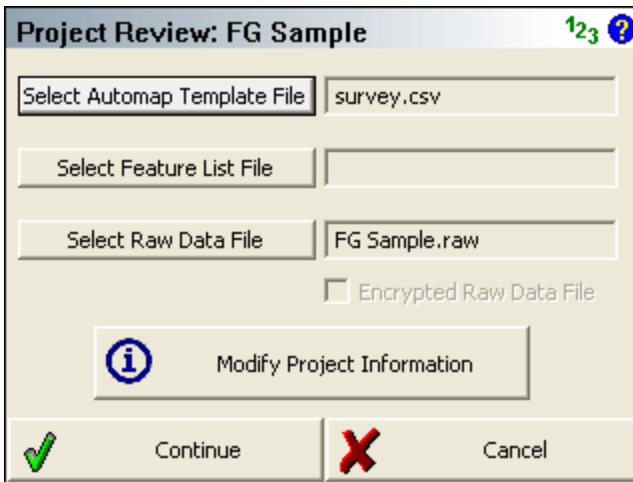 Project Review: FG Sample 123 ?
Select Automap Template File survey.csv
Select Feature List File
Select Raw Data File FG Sample.raw
Encrypted Raw Data File
i Modify Project Information
Continue Cancel